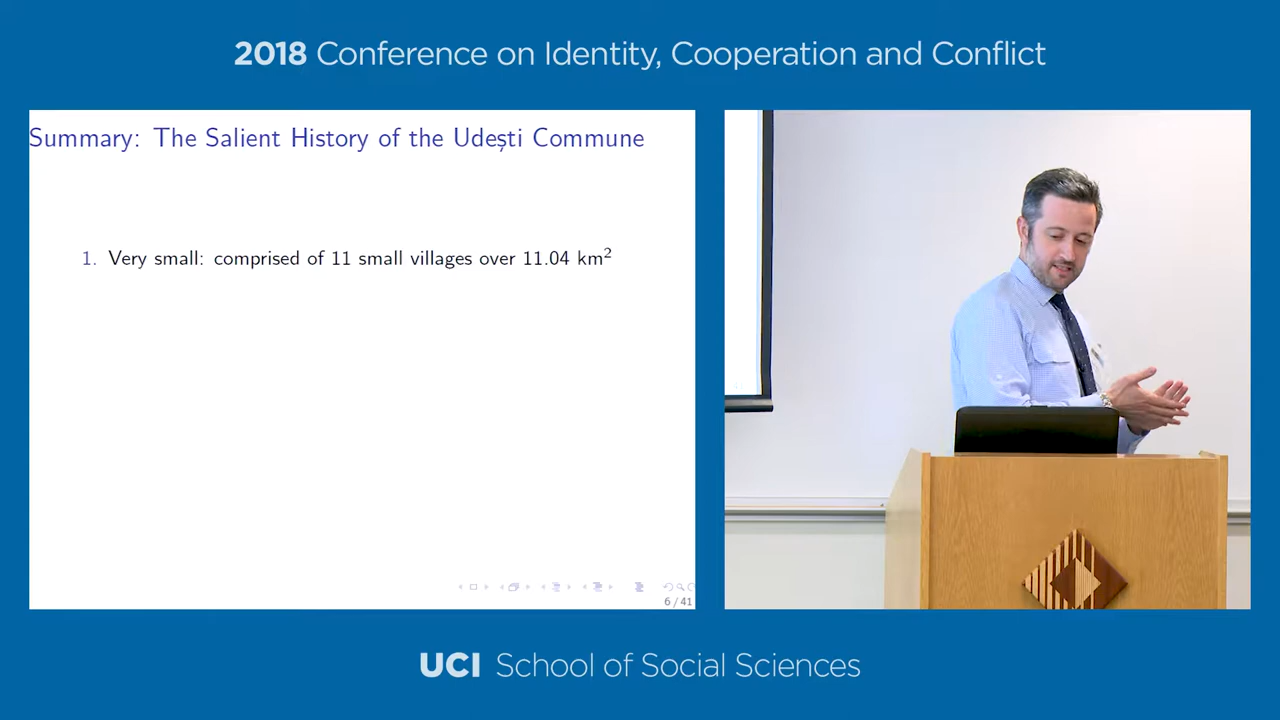 2018 Conference on Identity, Cooperation and Conflict
Summary: The Salient History of the Udești Commune
1. Very small: comprised of 11 small villages over 11.04 km²
6 / 41
UCI School of Social Sciences